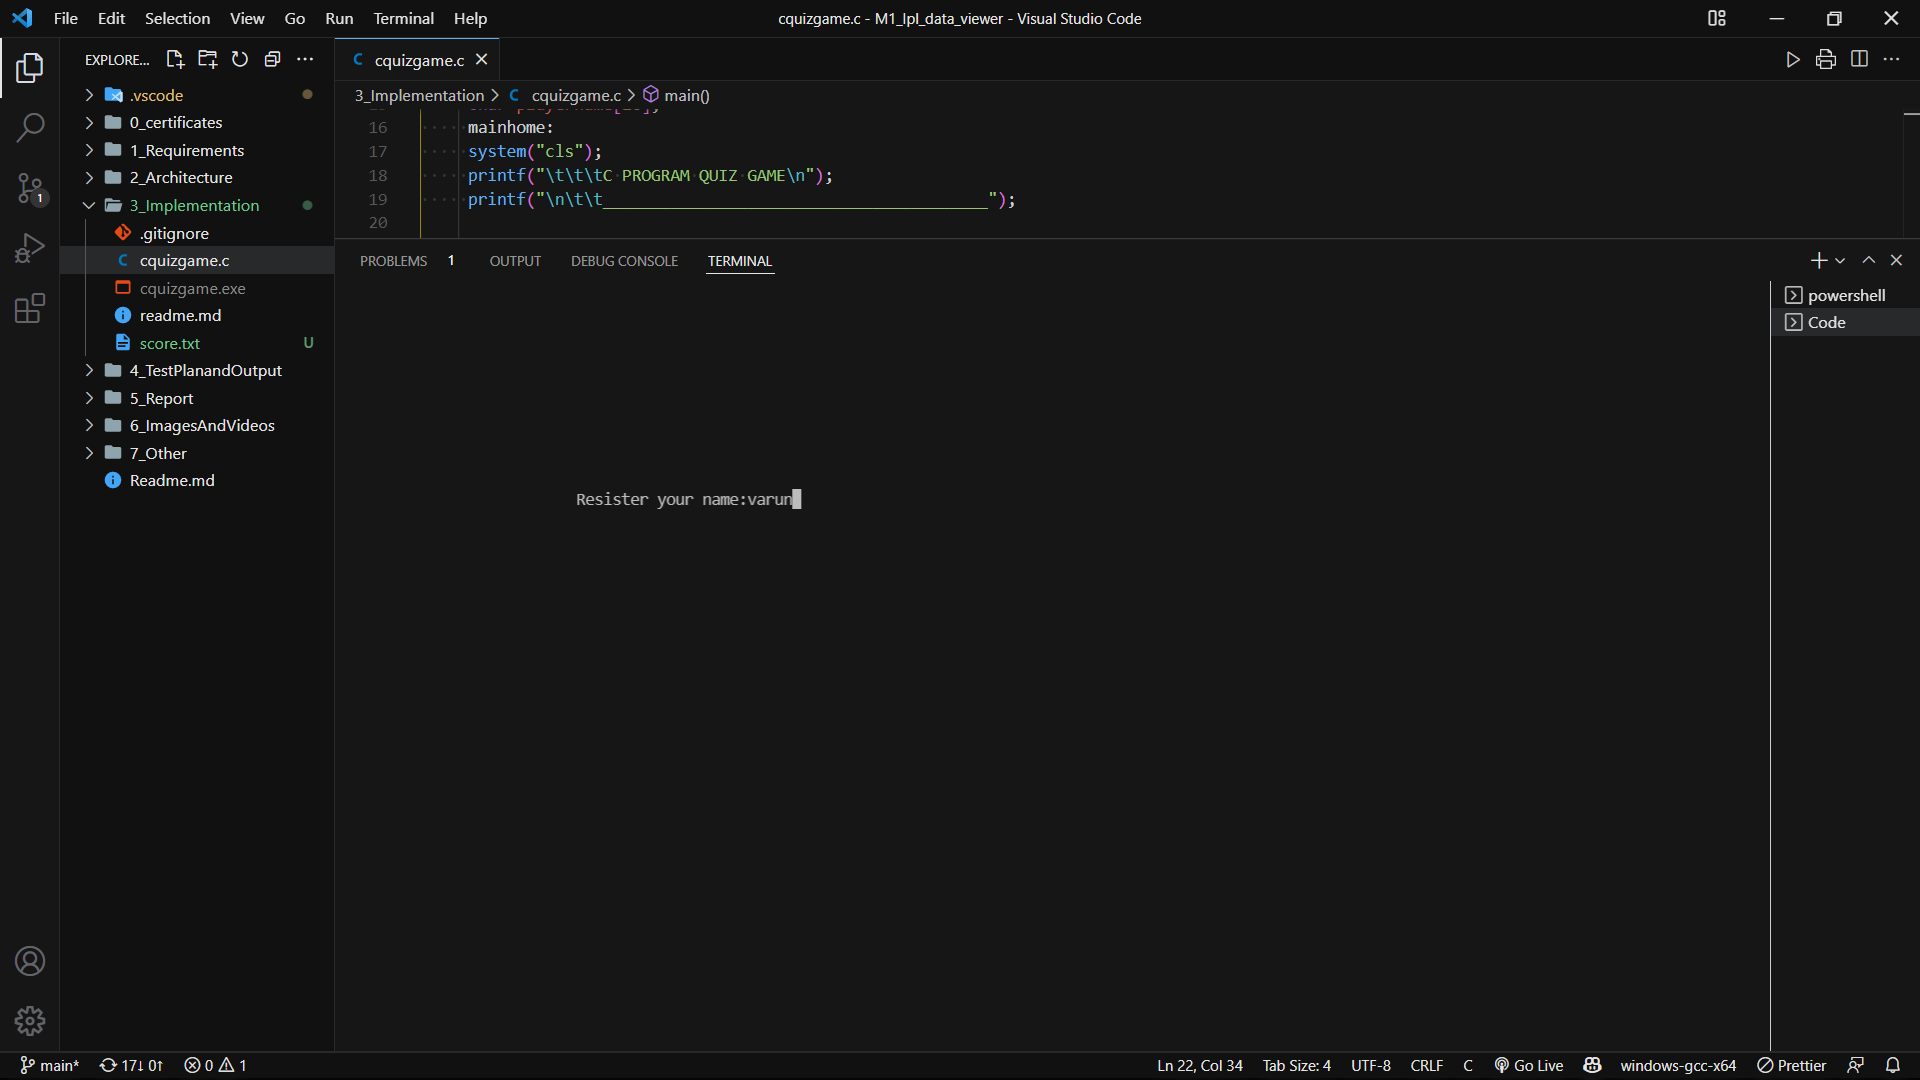 File Edit Selection View Go Run Terminal Help
cquizgame.c - M1_lpl_data_viewer - Visual Studio Code
EXPLORE...
.vscode
0_certificates
1_Requirements
2_Architecture
3_Implementation
.gitignore
C cquizgame.c
cquizgame.exe
readme.md
score.txt U
4_TestPlanandOutput
5_Report
6_ImagesAndVideos
7_Other
Readme.md
1
C cquizgame.c
3_Implementation > C cquizgame.c > main()
16 mainhome:
17 system("cls");
18 printf("\t\t\tC PROGRAM QUIZ GAME\n");
19 printf("\n\t\t___________________________________________");
20
PROBLEMS 1 OUTPUT DEBUG CONSOLE TERMINAL
powershell
Code
Resister your name:varun
main* 17↓ 0↑ 0 1
Ln 22, Col 34 Tab Size: 4 UTF-8 CRLF C Go Live windows-gcc-x64 Prettier